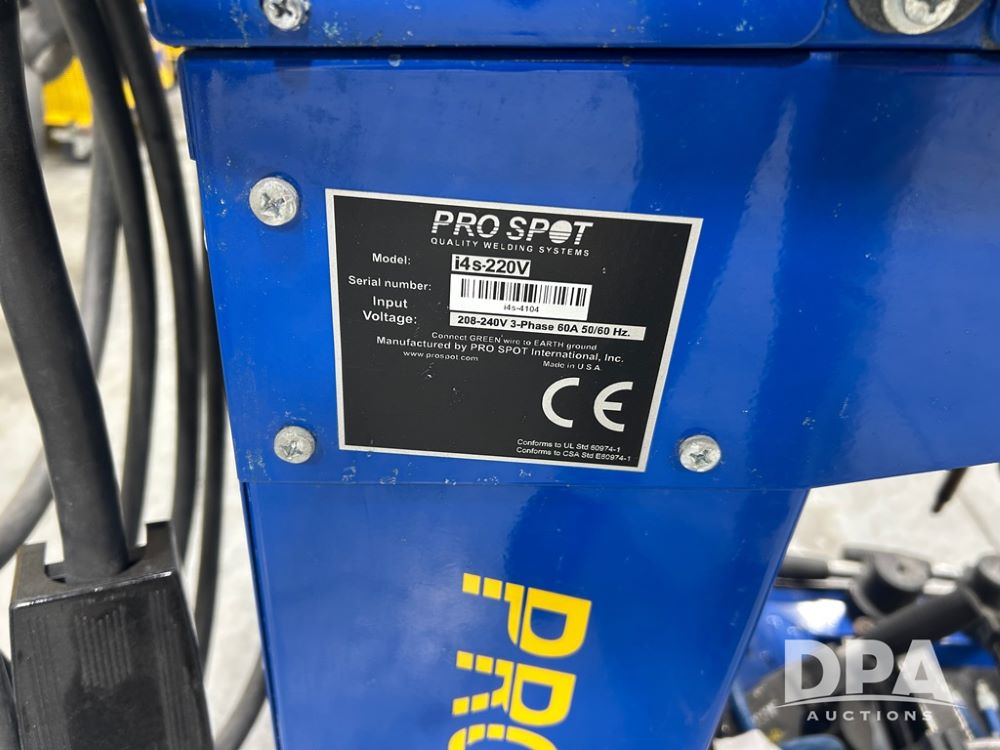 PRO SPOT
QUALITY WELDING SYSTEMS
Model: i4s-220V
Serial number:
i4s-4104
Input
Voltage: 208-240V 3-Phase 60A 50/60 Hz.
Connect GREEN wire to EARTH ground
Manufactured by PRO SPOT International, Inc.
www.prospot.com Made in U.S.A.
CE
Conforms to UL Std 60974-1
Conforms to CSA Std E60974-1
PRO
DPA
AUCTIONS